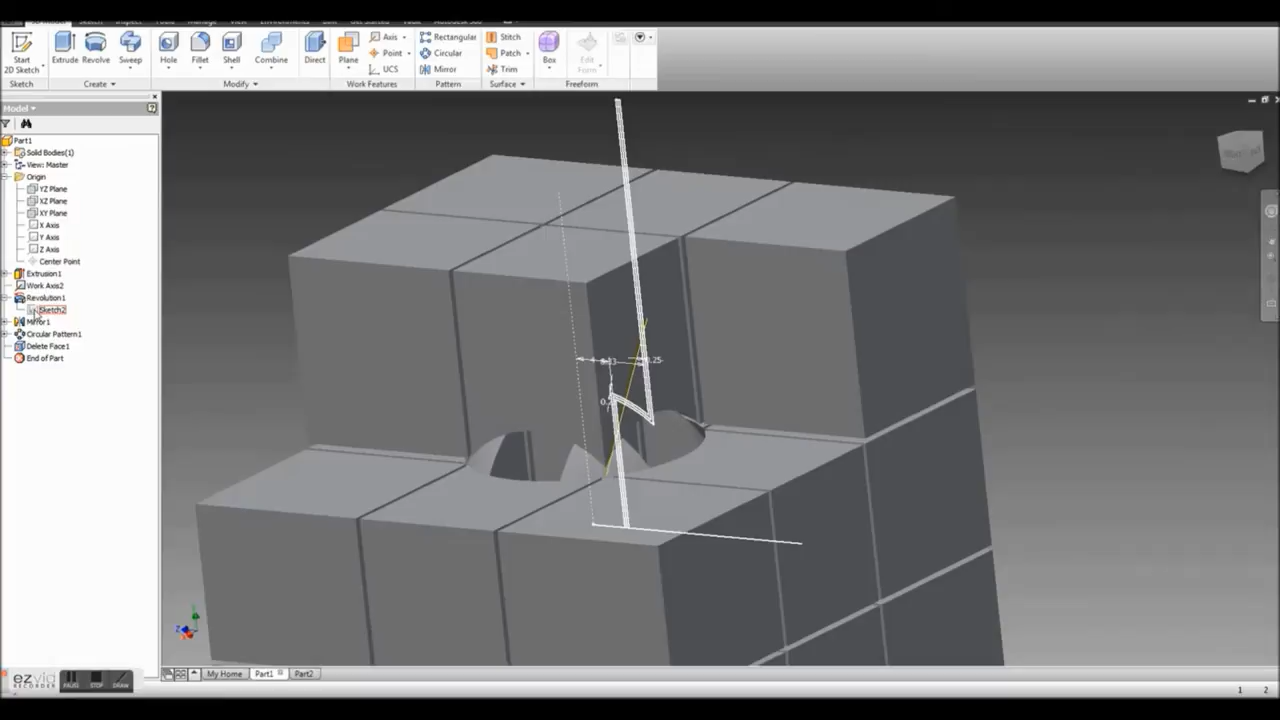 Start
2D Sketch
Extrude Revolve Sweep
Hole Fillet Shell Combine
Direct
Plane
Axis
Point
UCS
Rectangular
Circular
Mirror
Stitch
Patch
Trim
Box
Edit
Form
Sketch Create Modify Work Features Pattern Surface Freeform
Model
Part1
Solid Bodies(1)
View: Master
Origin
YZ Plane
XZ Plane
XY Plane
X Axis
Y Axis
Z Axis
Center Point
Extrusion1
Work Axis2
Revolution1
Sketch2
Mirror1
Circular Pattern1
Delete Face1
End of Part
My Home Part1 Part2
ezvid
RECORDER
STOP DRAW
1 2